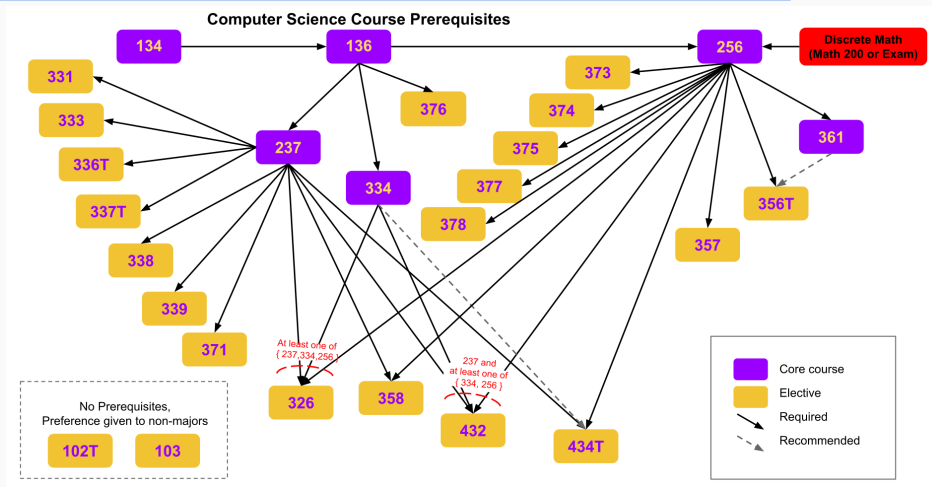 Computer Science Course Prerequisites
134
136
256
Discrete Math
(Math 200 or Exam)
331
373
376
374
333
361
237
375
336T
377
334
356T
337T
378
357
338
339
371
At least one of
{ 237,334,256 }
237 and
at least one of
{ 334, 256 }
326
358
432
434T
No Prerequisites,
Preference given to non-majors
102T
103
Core course
Elective
Required
Recommended